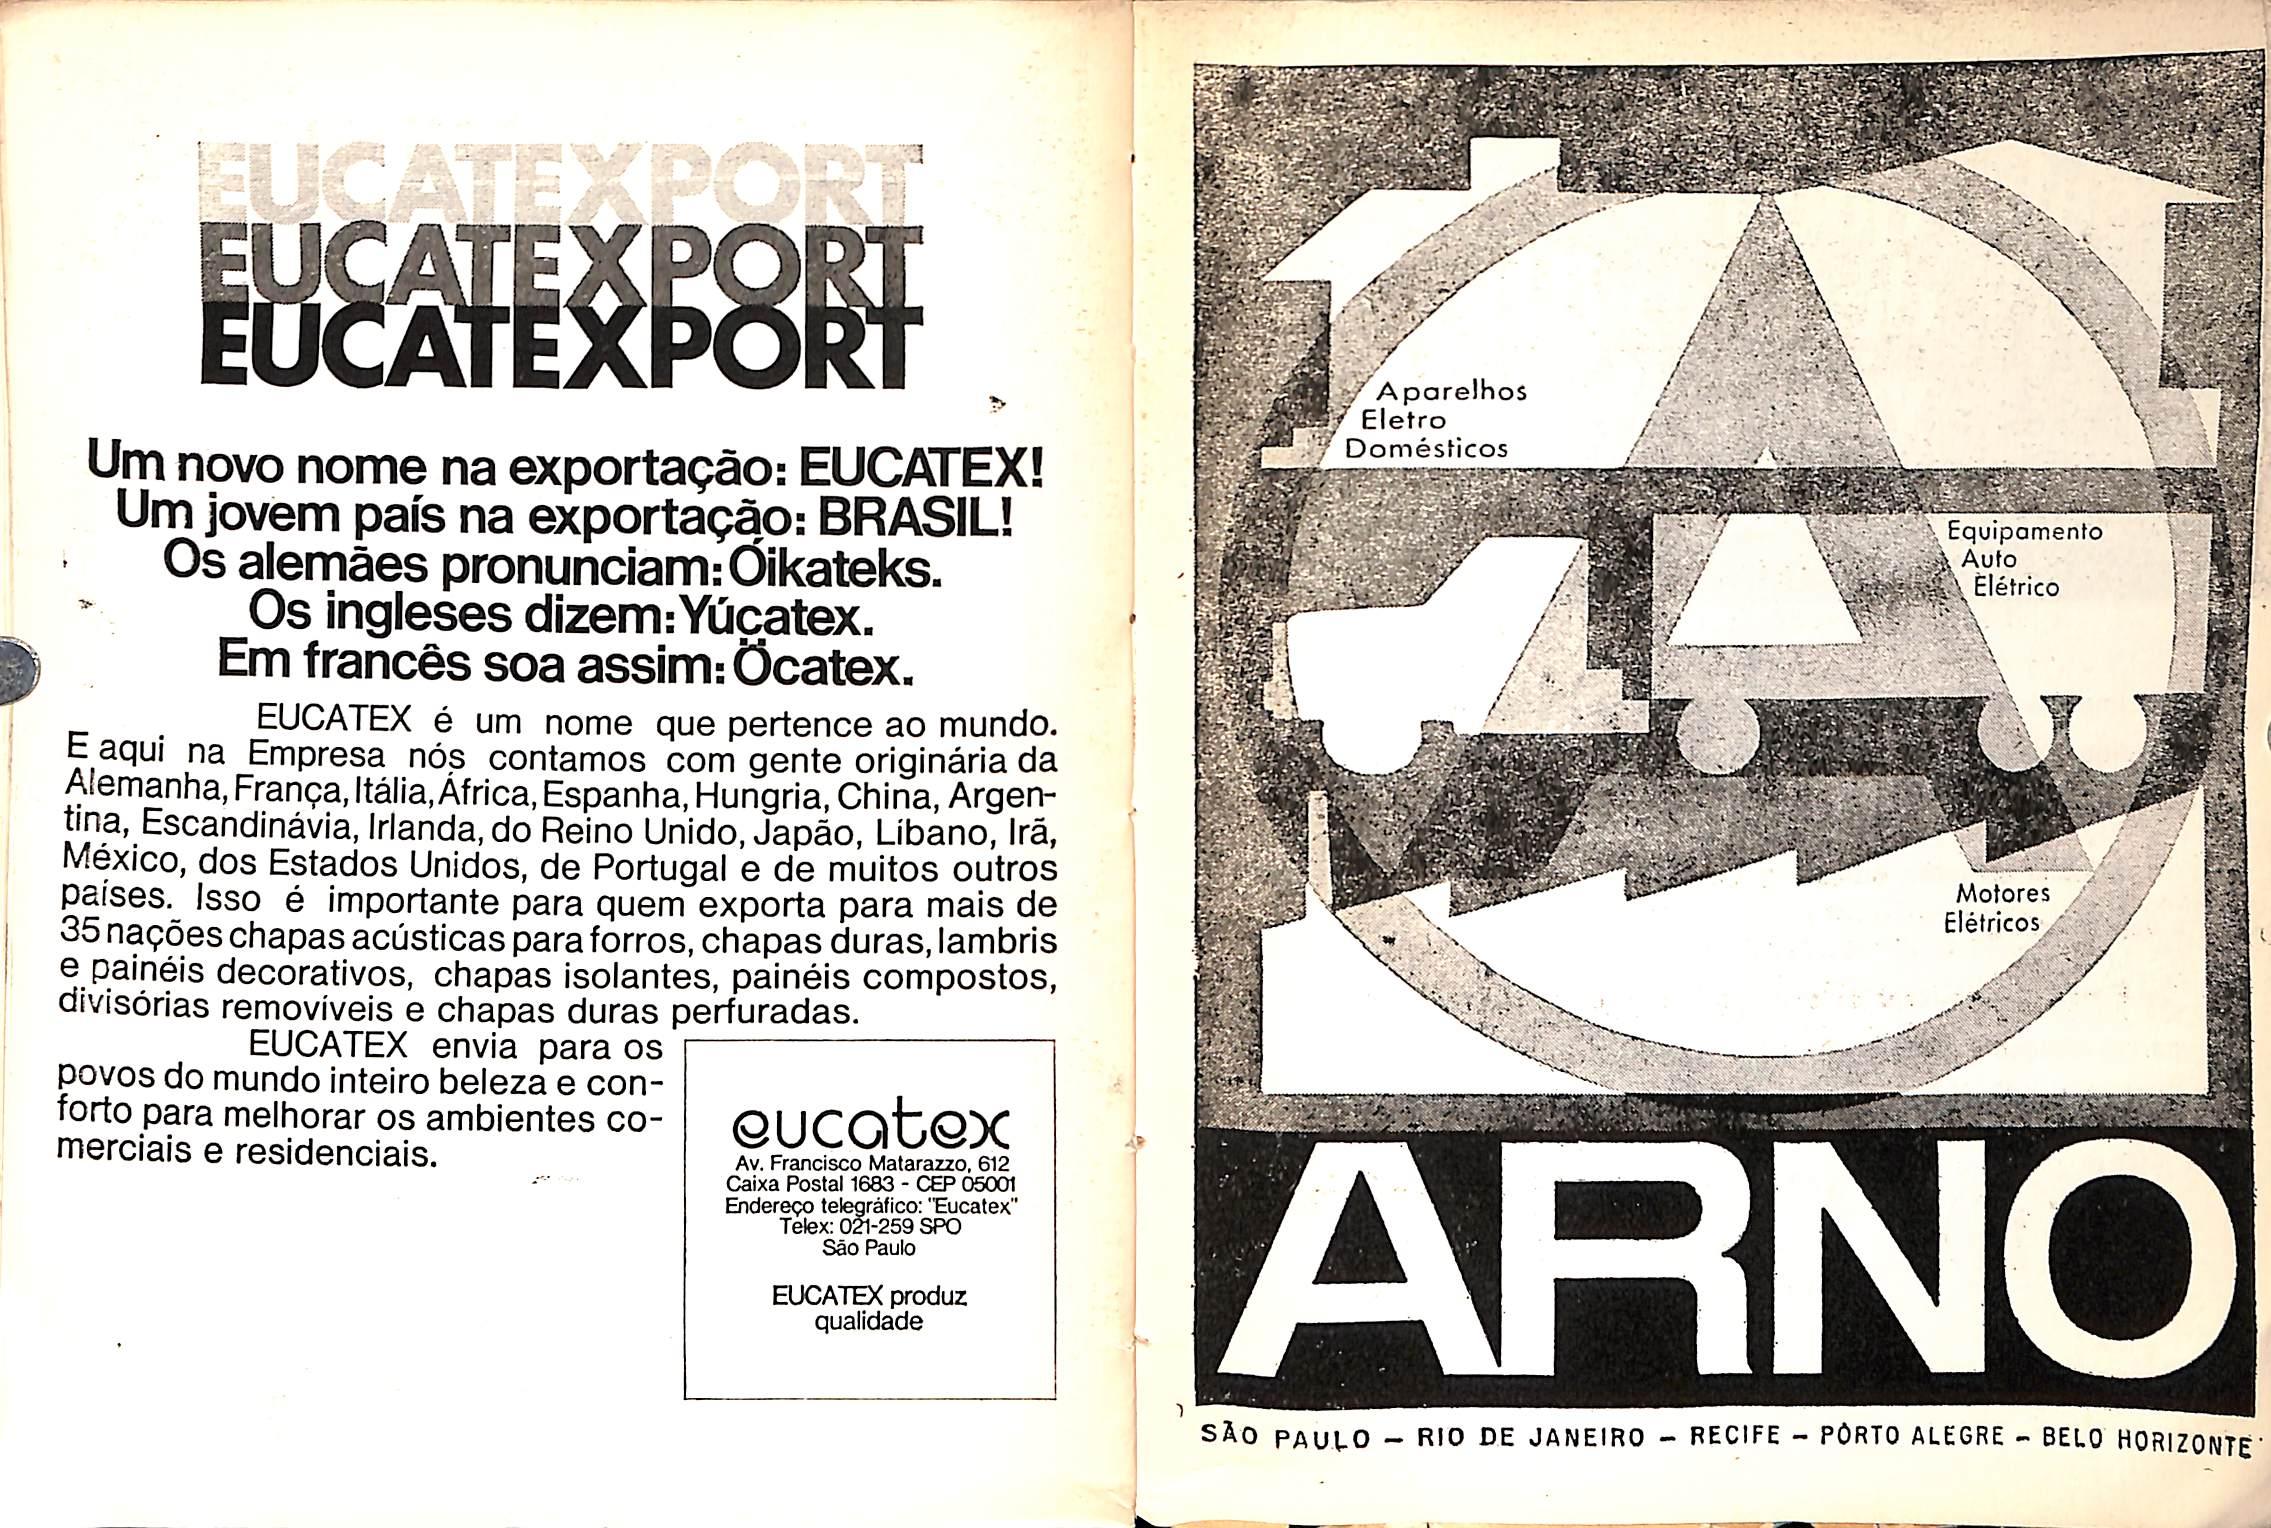 EUCATEXPORT
EUCATEXPORT
EUCATEXPORT
Um novo nome na exportação: EUCATEX!
Um jovem país na exportação: BRASIL!
Os alemães pronunciam: Óikateks.
Os ingleses dizem: Yúcatex.
Em francês soa assim: Öcatex.
EUCATEX é um nome que pertence ao mundo.
E aqui na Empresa nós contamos com gente originária da
Alemanha, França, Itália, África, Espanha, Hungria, China, Argen-
tina, Escandinávia, Irlanda, do Reino Unido, Japão, Líbano, Irã,
México, dos Estados Unidos, de Portugal e de muitos outros
países. Isso é importante para quem exporta para mais de
35 nações chapas acústicas para forros, chapas duras, lambris
e painéis decorativos, chapas isolantes, painéis compostos,
divisórias removíveis e chapas duras perfuradas.
EUCATEX envia para os
povos do mundo inteiro beleza e con-
forto para melhorar os ambientes co-
merciais e residenciais.
eucatex
Av. Francisco Matarazzo, 612
Caixa Postal 1683 - CEP 05001
Endereço telegráfico: "Eucatex"
Telex: 021-259 SPO
São Paulo
EUCATEX produz
qualidade
Aparelhos
Eletro
Domésticos
Equipamento
Auto
Elétrico
Motores
Elétricos
ARNO
SÃO PAULO – RIO DE JANEIRO – RECIFE – PÔRTO ALEGRE – BELO HORIZONTE